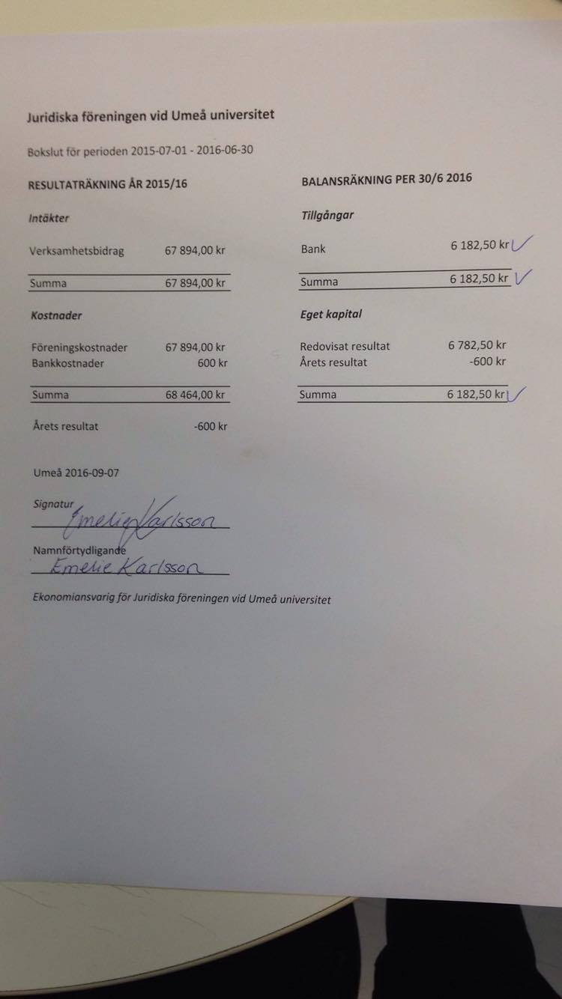 Juridiska föreningen vid Umeå universitet
Bokslut för perioden 2015-07-01 - 2016-06-30
RESULTATRÄKNING ÅR 2015/16
Intäkter
Verksamhetsbidrag 67 894,00 kr
Summa 67 894,00 kr
Kostnader
Föreningskostnader 67 894,00 kr
Bankkostnader 600 kr
Summa 68 464,00 kr
Årets resultat -600 kr
BALANSRÄKNING PER 30/6 2016
Tillgångar
Bank 6 182,50 kr
Summa 6 182,50 kr
Eget kapital
Redovisat resultat 6 782,50 kr
Årets resultat -600 kr
Summa 6 182,50 kr
Umeå 2016-09-07
Signatur
Emelie Karlsson
Namnförtydligande
Emelie Karlsson
Ekonomiansvarig för Juridiska föreningen vid Umeå universitet